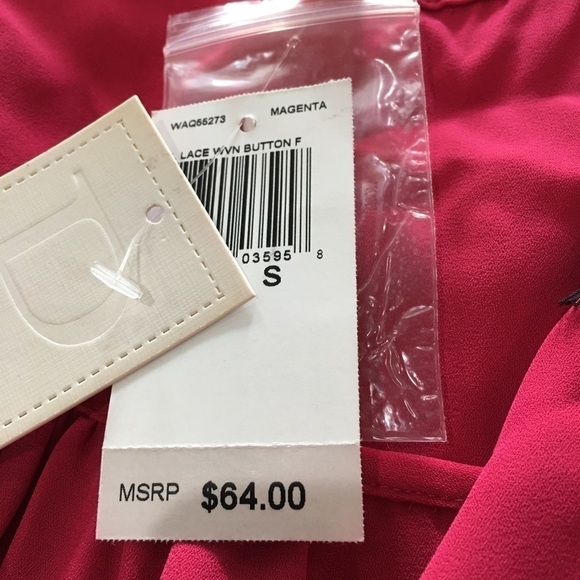 WAQ55273 MAGENTA
LACE WVN BUTTON F
03595 8
S
MSRP $64.00